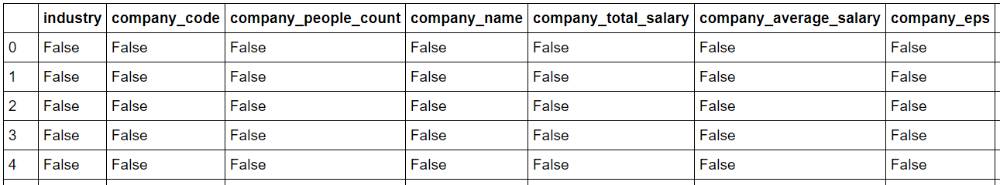 industry company_code company_people_count company_name company_total_salary company_average_salary company_eps
0 False False False False False False False
1 False False False False False False False
2 False False False False False False False
3 False False False False False False False
4 False False False False False False False